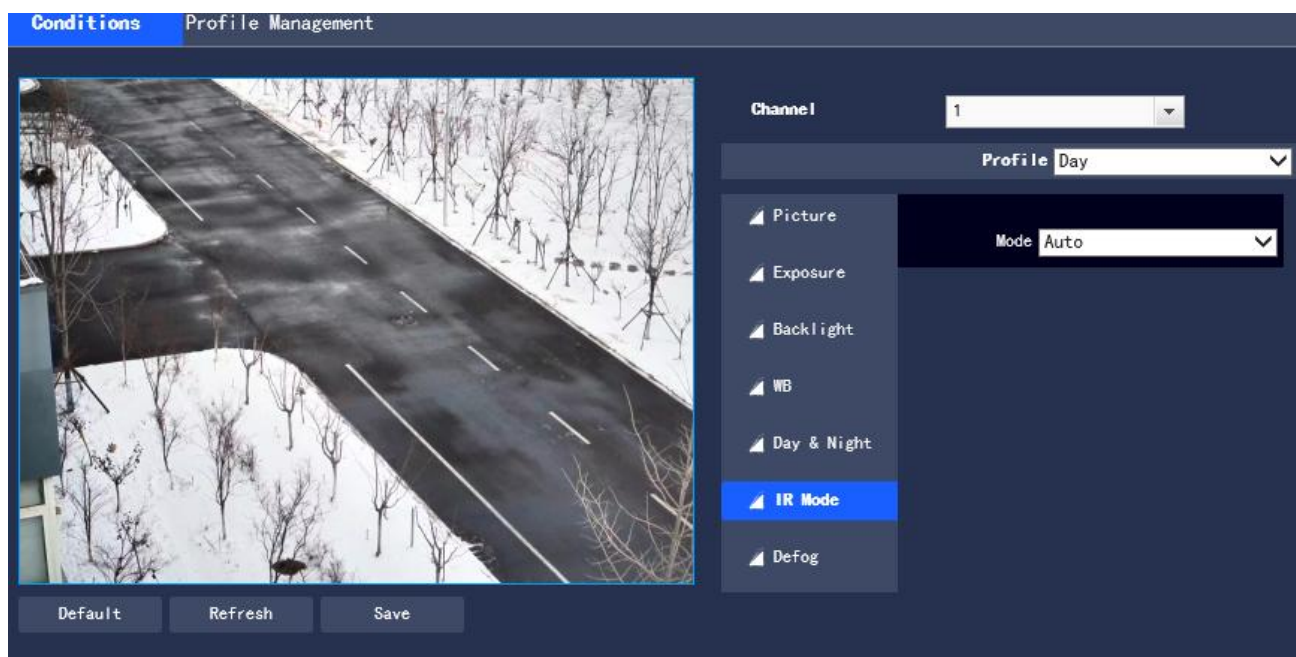 Conditions Profile Management
Channel 1
Profile Day
Picture
Mode Auto
Exposure
Backlight
WB
Day & Night
IR Mode
Defog
Default Refresh Save